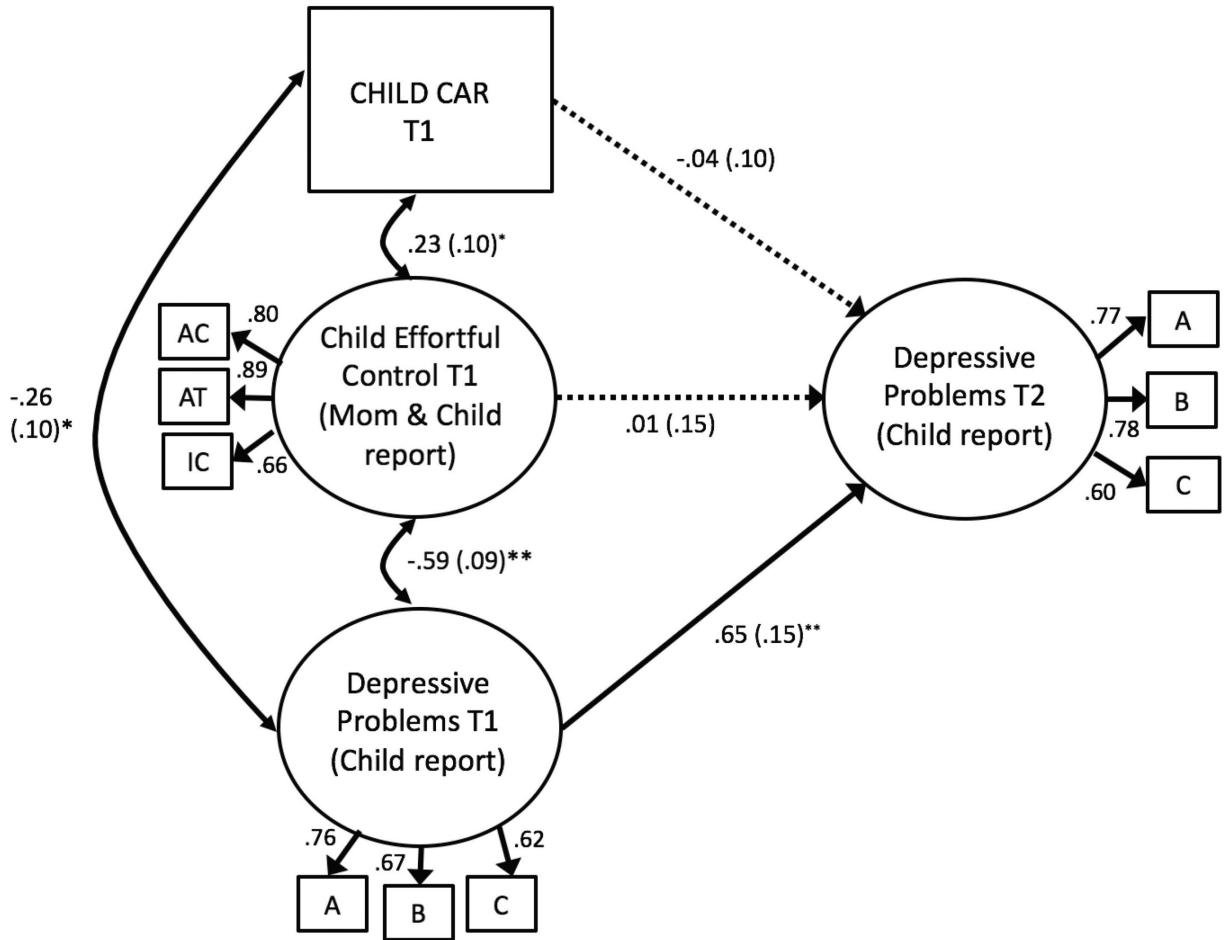 CHILD CAR
T1
-.04 (.10)
.23 (.10)*
AC
.80
AT
.89
IC
.66
Child Effortful
Control T1
(Mom & Child
report)
-.26
(.10)*
.01 (.15)
Depressive
Problems T2
(Child report)
.77
A
B
.78
.60
C
-.59 (.09)**
.65 (.15)**
Depressive
Problems T1
(Child report)
.76
.67
.62
A
B
C